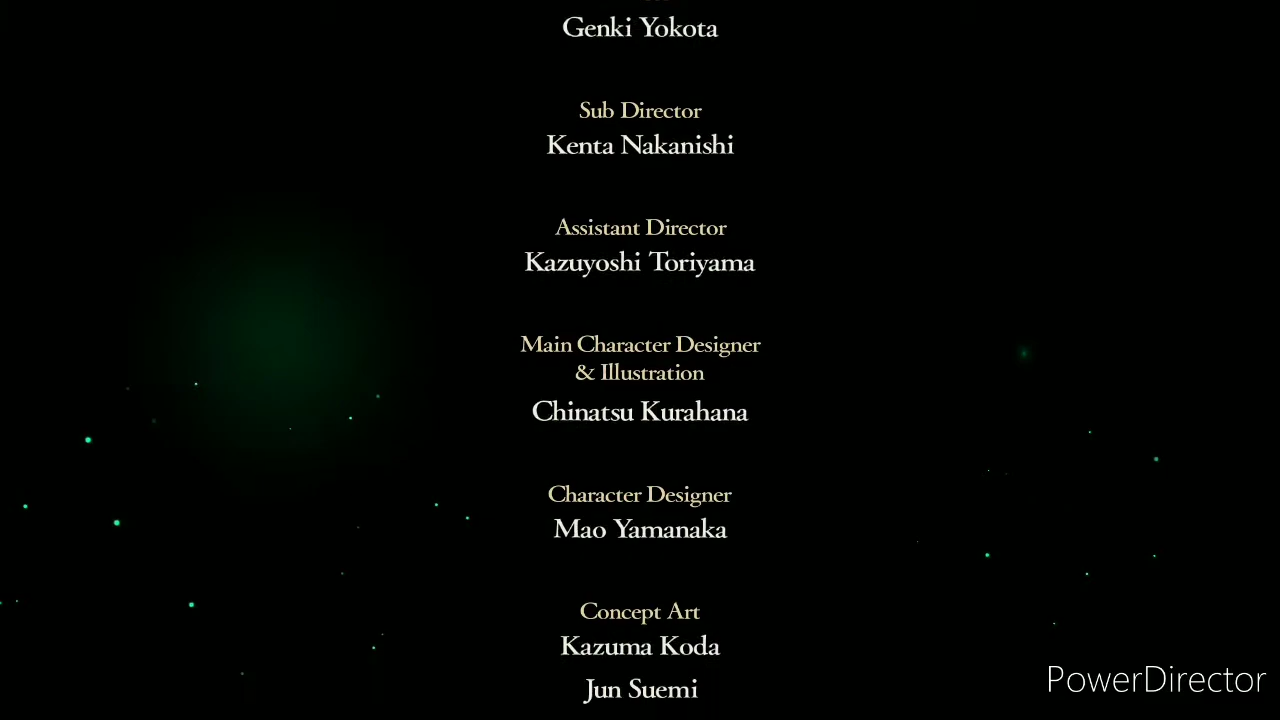 Genki Yokota
Sub Director
Kenta Nakanishi
Assistant Director
Kazuyoshi Toriyama
Main Character Designer
& Illustration
Chinatsu Kurahana
Character Designer
Mao Yamanaka
Concept Art
Kazuma Koda
Jun Suemi
PowerDirector